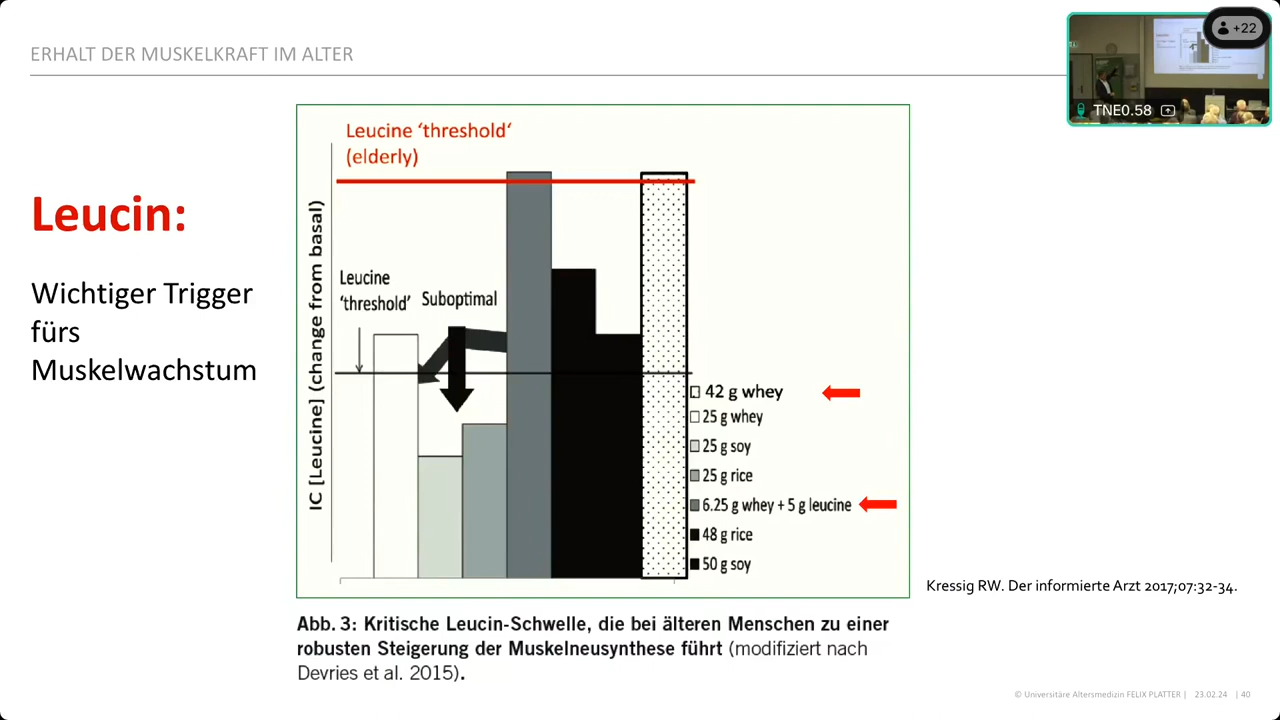 ERHALT DER MUSKELKRAFT IM ALTER
+22
TNE0.58
Leucin:
Wichtiger Trigger
fürs
Muskelwachstum
Leucine ‘threshold‘
(elderly)
IC [Leucine] (change from basal)
Leucine
‘threshold’
Suboptimal
42 g whey
25 g whey
25 g soy
25 g rice
6.25 g whey + 5 g leucine
48 g rice
50 g soy
Kressig RW. Der informierte Arzt 2017;07:32-34.
Abb. 3: Kritische Leucin-Schwelle, die bei älteren Menschen zu einer
robusten Steigerung der Muskelneusynthese führt (modifiziert nach
Devries et al. 2015).
© Universitäre Altersmedizin FELIX PLATTER | 23.02.24 | 40